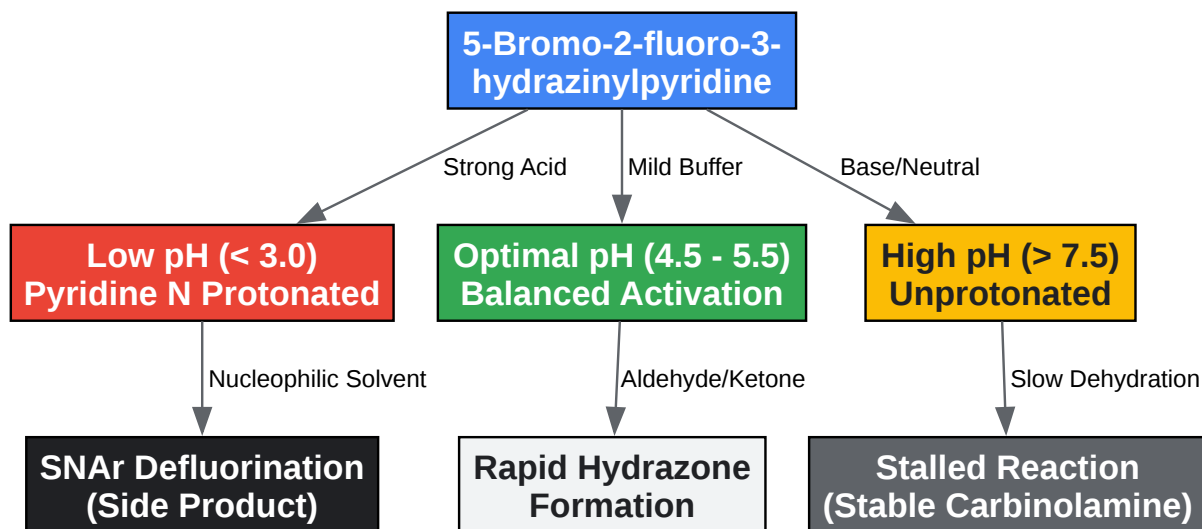 5-Bromo-2-fluoro-3-
hydrazinylpyridine
Strong Acid
Mild Buffer
Base/Neutral
Low pH (< 3.0)
Pyridine N Protonated
Optimal pH (4.5 - 5.5)
Balanced Activation
High pH (> 7.5)
Unprotonated
Nucleophilic Solvent
Aldehyde/Ketone
Slow Dehydration
SNAr Defluorination
(Side Product)
Rapid Hydrazone
Formation
Stalled Reaction
(Stable Carbinolamine)